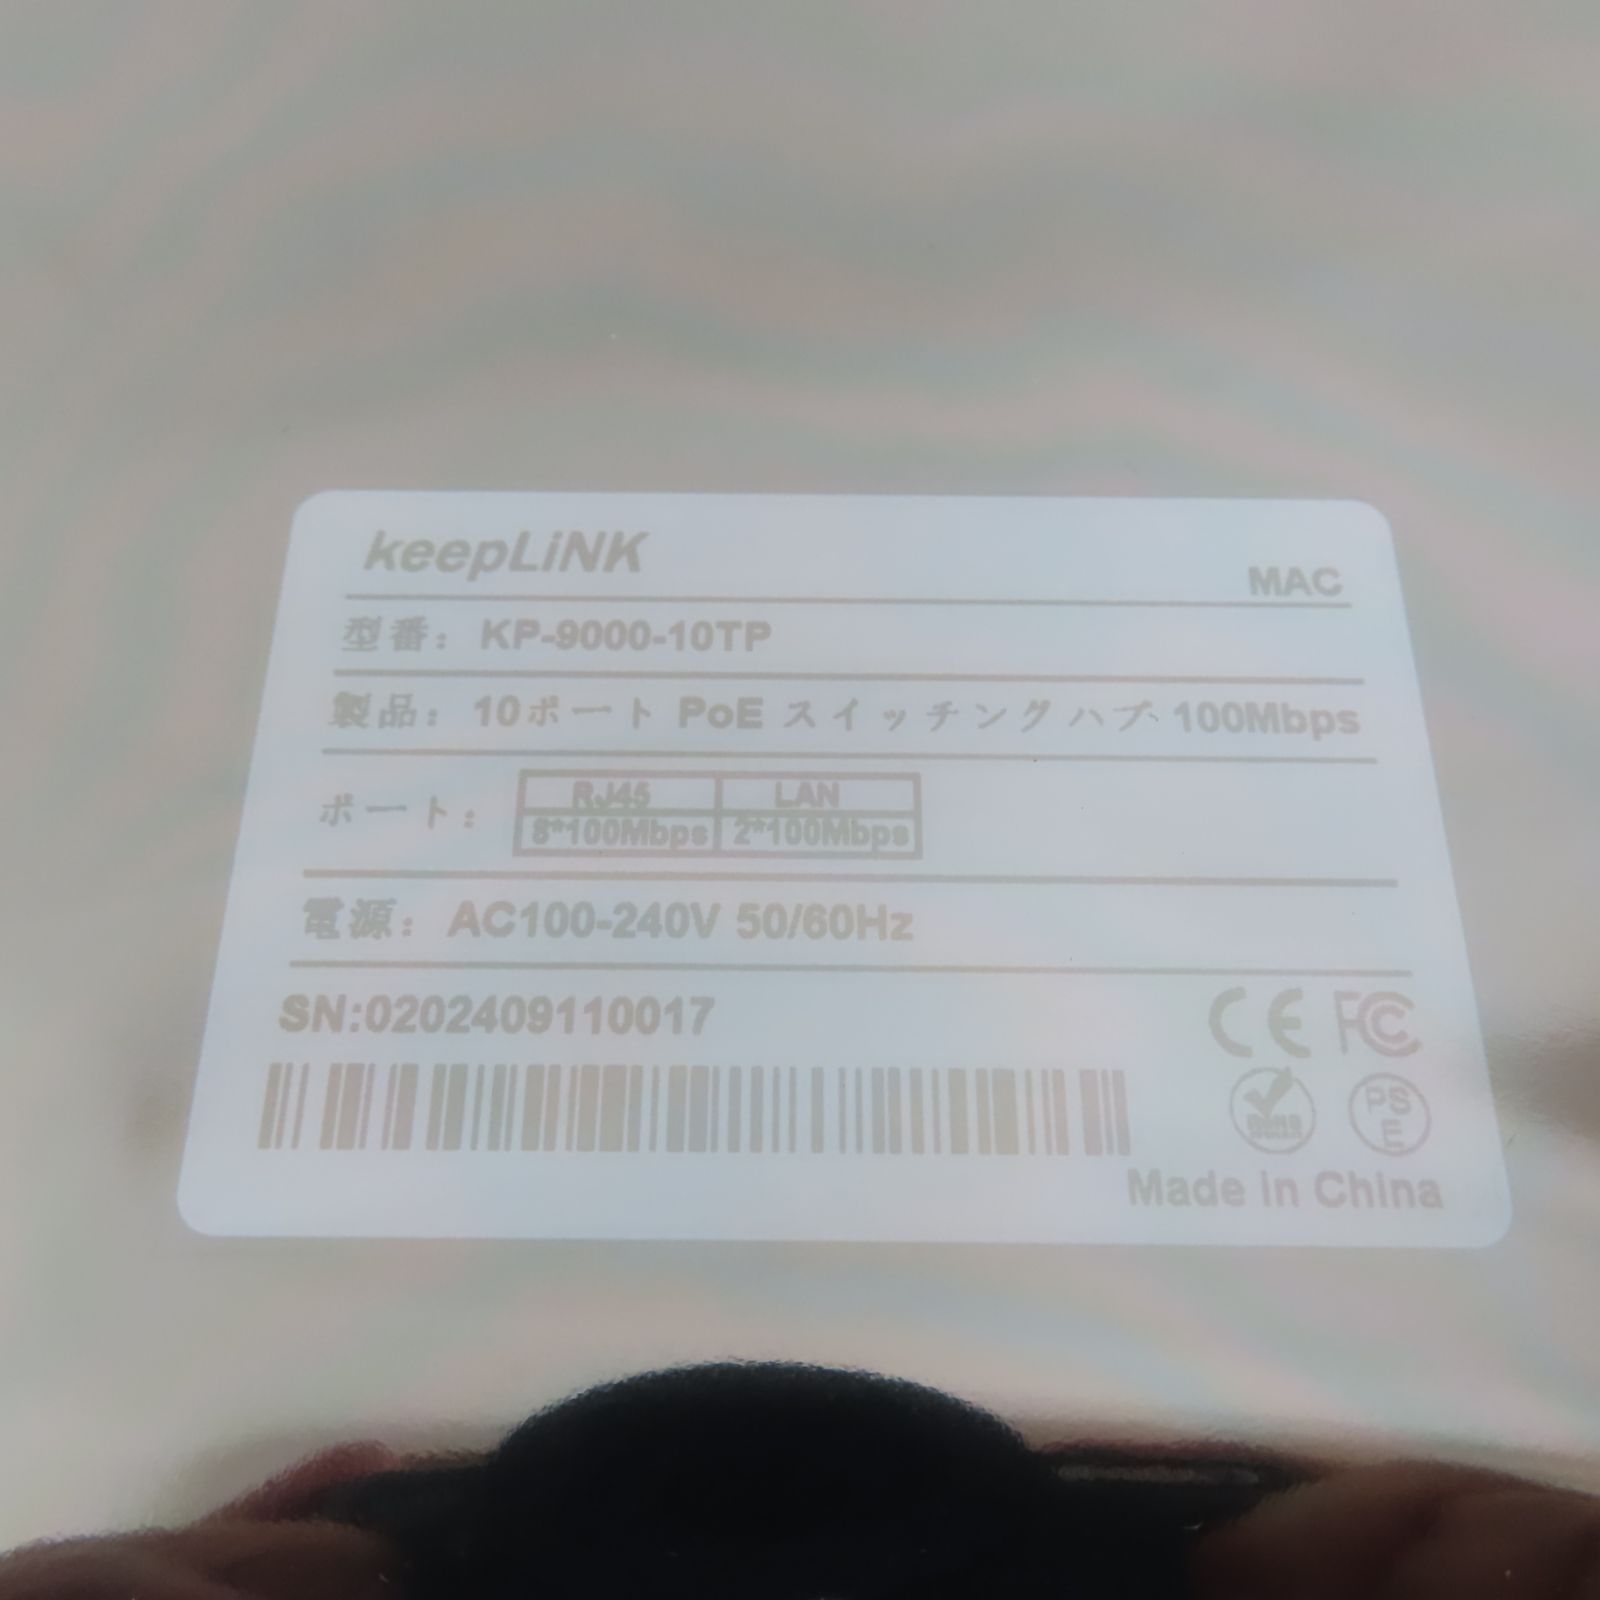 keepLiNK
MAC
型番：KP-9000-10TP
製品：10ポート PoE スイッチングハブ、100Mbps
ポート：
RJ45 LAN
8*100Mbps 2*100Mbps
電源：AC100-240V 50/60Hz
SN:0202409110017
CE FC
RoHS PSE
Made in China